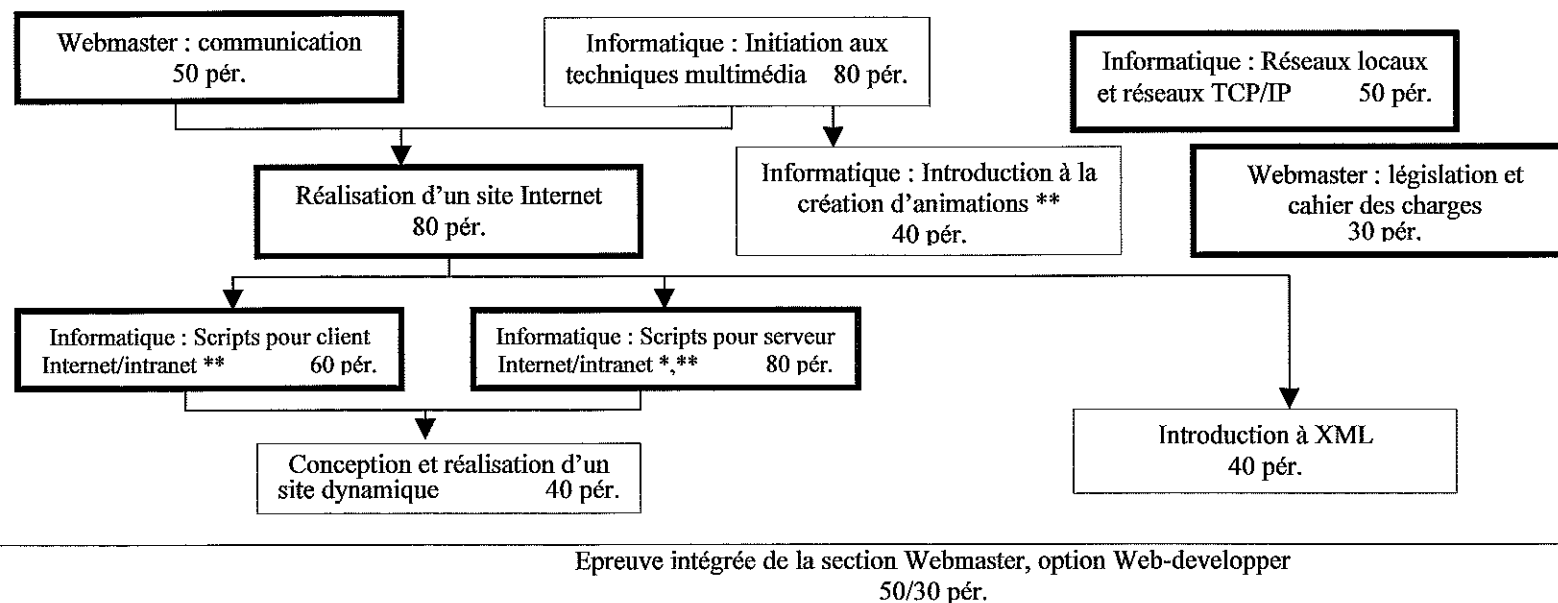 Webmaster : communication
50 pér.
Informatique : Initiation aux
techniques multimédia 80 pér.
Informatique : Réseaux locaux
et réseaux TCP/IP 50 pér.
Réalisation d'un site Internet
80 pér.
Informatique : Introduction à la
création d'animations **
40 pér.
Webmaster : législation et
cahier des charges
30 pér.
Informatique : Scripts pour client
Internet/intranet ** 60 pér.
Informatique : Scripts pour serveur
Internet/intranet *,** 80 pér.
Conception et réalisation d'un
site dynamique 40 pér.
Introduction à XML
40 pér.
Epreuve intégrée de la section Webmaster, option Web-developper
50/30 pér.